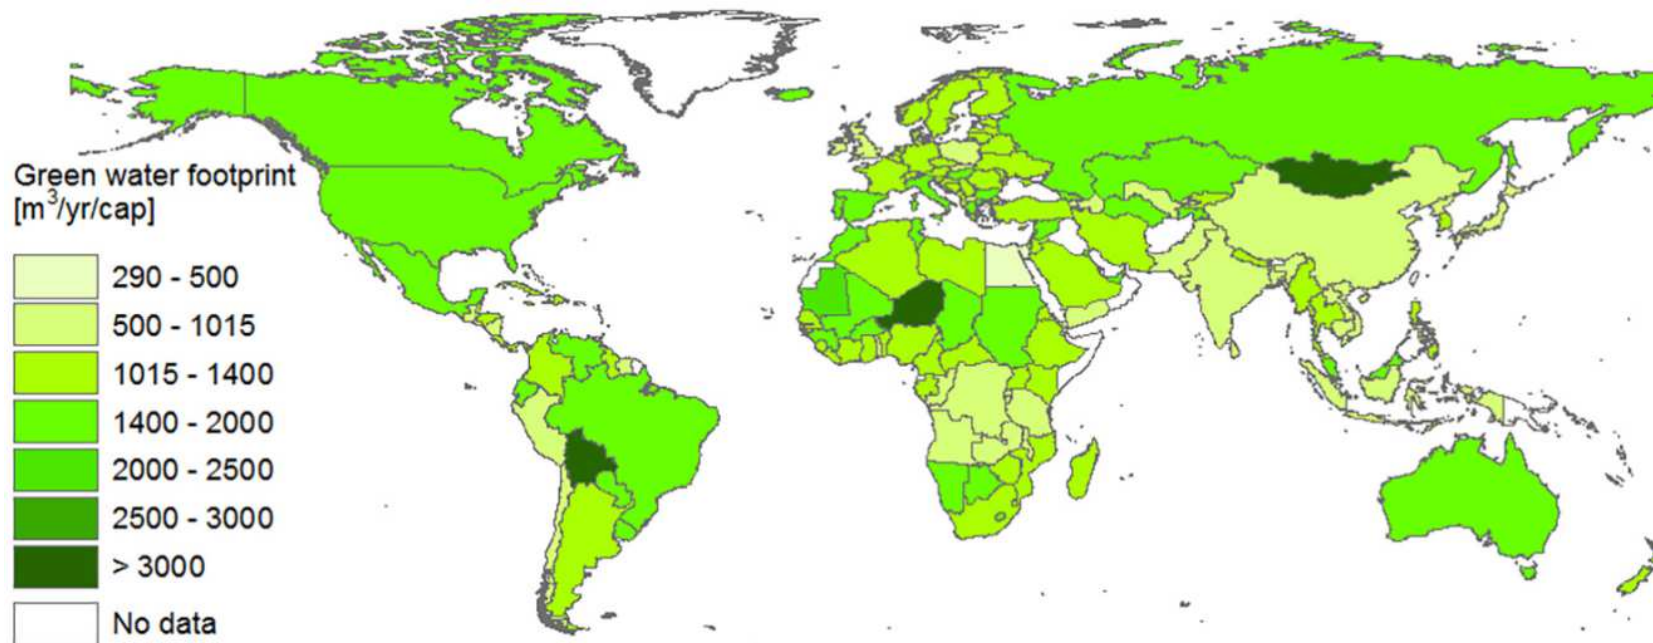 Green water footprint
[m³/yr/cap]
290 - 500
500 - 1015
1015 - 1400
1400 - 2000
2000 - 2500
2500 - 3000
> 3000
No data